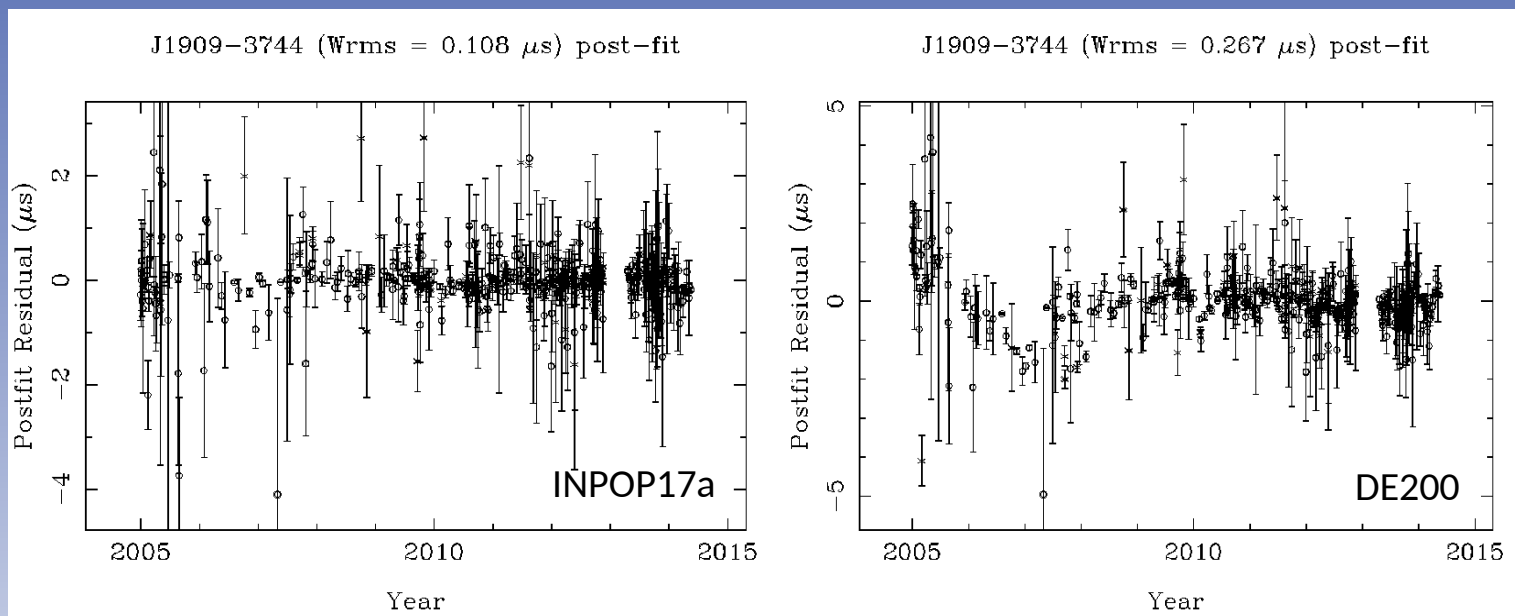 J1909−3744 (Wrms = 0.108 μs) post−fit
Postfit Residual (μs)
2
0
−2
−4
INPOP17a
2005
2010
2015
Year
J1909−3744 (Wrms = 0.267 μs) post−fit
Postfit Residual (μs)
5
0
−5
DE200
2005
2010
2015
Year